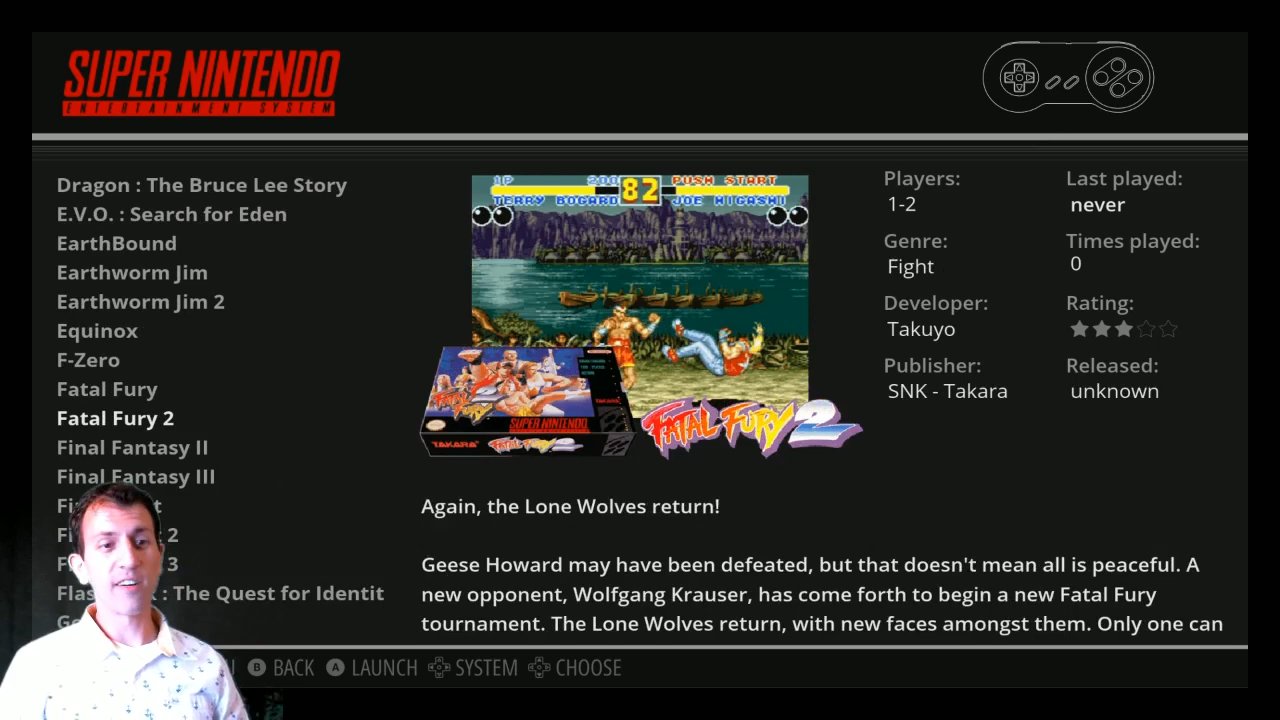 SUPER NINTENDO
ENTERTAINMENT SYSTEM
Dragon : The Bruce Lee Story
E.V.O. : Search for Eden
EarthBound
Earthworm Jim
Earthworm Jim 2
Equinox
F-Zero
Fatal Fury
Fatal Fury 2
Final Fantasy II
Final Fantasy III
2
3
: The Quest for Identit
1P 200 82 PUSH START
TERRY BOGARD JOE HIGASHI
FATAL FURY
SUPER NINTENDO
TAKARA FATAL FURY 2
FATAL FURY 2
Players:
1-2
Last played:
never
Genre:
Fight
Times played:
0
Developer:
Takuyo
Rating:
Publisher:
SNK - Takara
Released:
unknown
Again, the Lone Wolves return!
Geese Howard may have been defeated, but that doesn't mean all is peaceful. A
new opponent, Wolfgang Krauser, has come forth to begin a new Fatal Fury
tournament. The Lone Wolves return, with new faces amongst them. Only one can
B BACK A LAUNCH SYSTEM CHOOSE